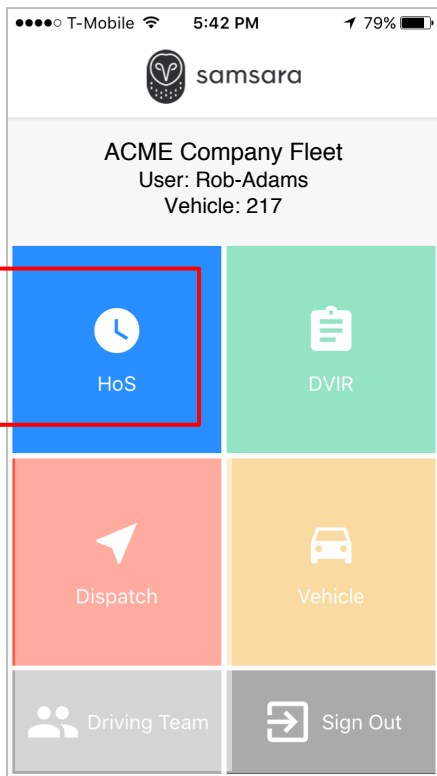 T-Mobile 5:42 PM 79%
samsara
ACME Company Fleet
User: Rob-Adams
Vehicle: 217
HoS
DVIR
Dispatch
Vehicle
Driving Team
Sign Out